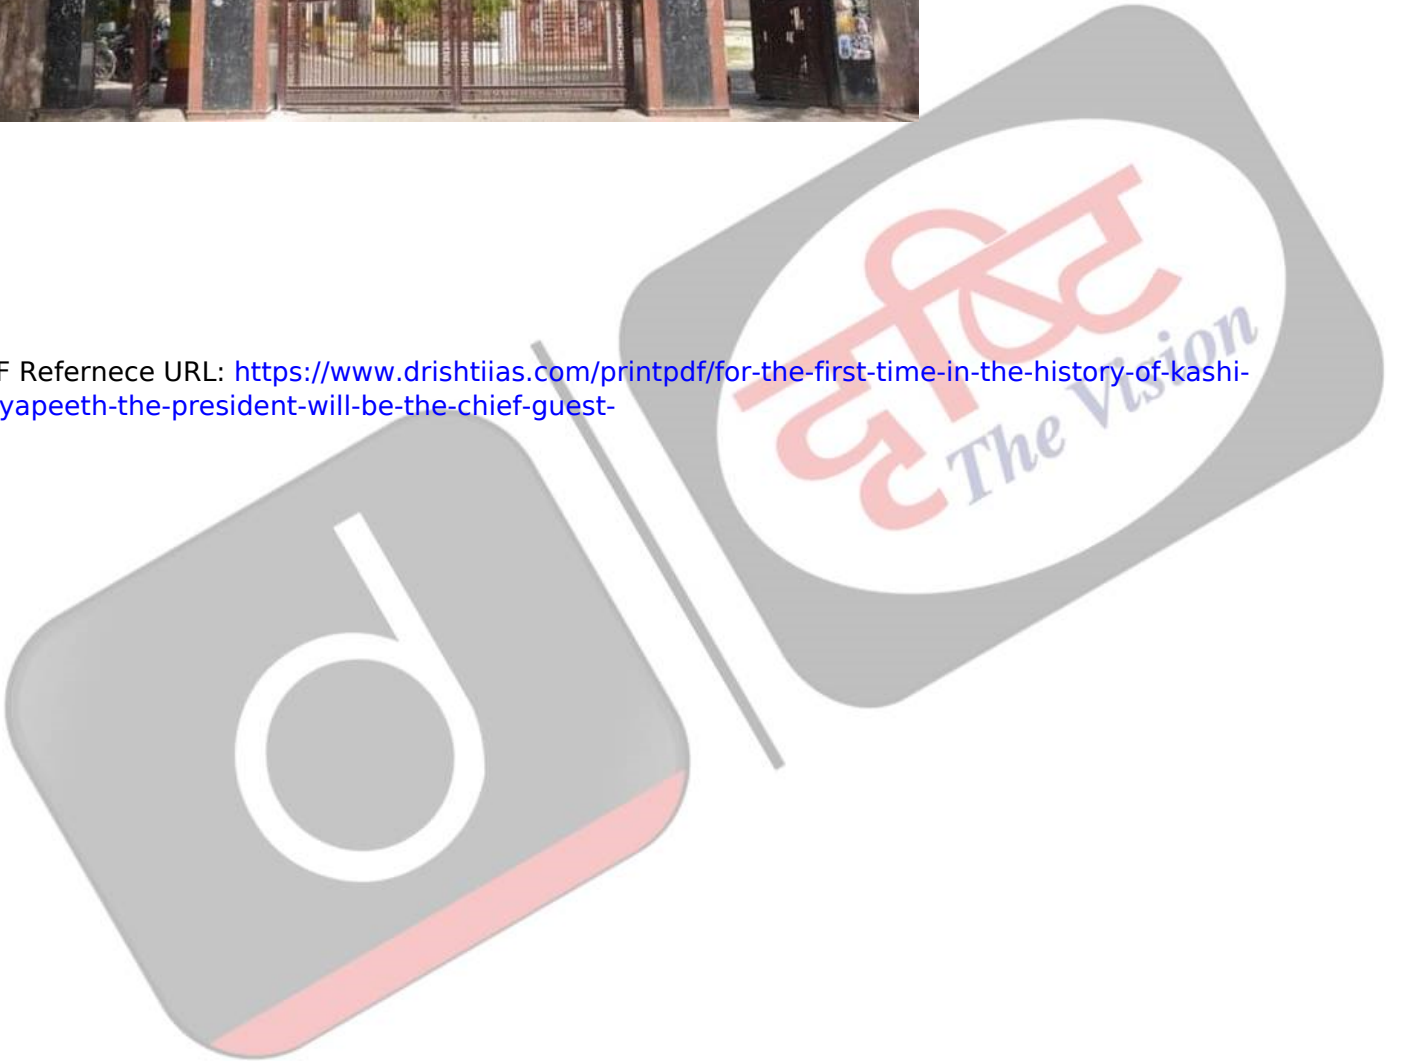 दृष्टि
The Vision
F Refernece URL: https://www.drishtiias.com/printpdf/for-the-first-time-in-the-history-of-kashi-
yapeeth-the-president-will-be-the-chief-guest-
d